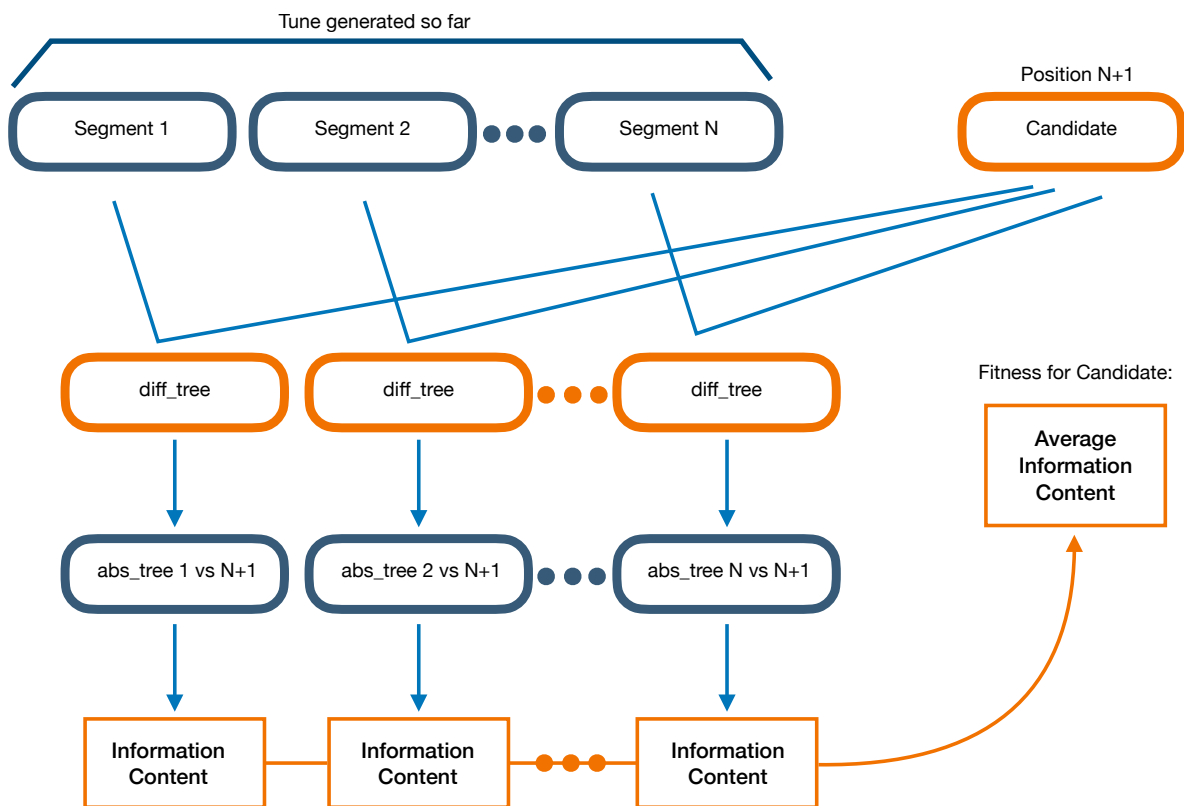 Tune generated so far
Position N+1
Segment 1
Segment 2
Segment N
Candidate
diff_tree
diff_tree
diff_tree
Fitness for Candidate:
Average
Information
Content
abs_tree 1 vs N+1
abs_tree 2 vs N+1
abs_tree N vs N+1
Information
Content
Information
Content
Information
Content